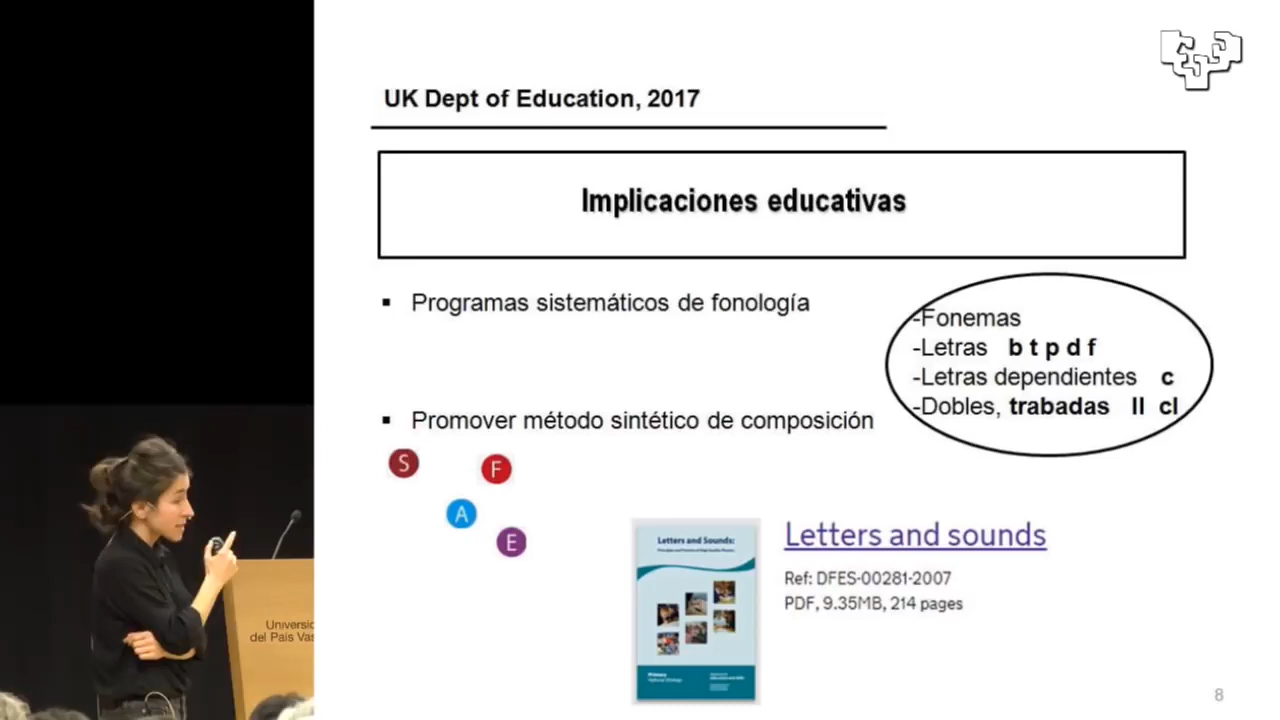 UK Dept of Education, 2017
Implicaciones educativas
▪ Programas sistemáticos de fonología
-Fonemas
-Letras b t p d f
-Letras dependientes c
-Dobles, trabadas ll cl
▪ Promover método sintético de composición
S
F
A
E
Letters and Sounds:
Letters and sounds
Ref: DFES-00281-2007
PDF, 9.35MB, 214 pages
Primary
Universid
del País Vas
8